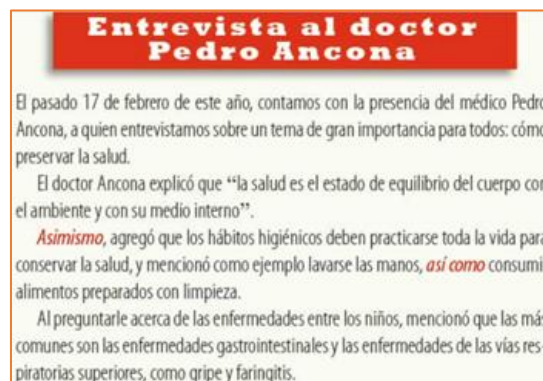 Entrevista al doctor
Pedro Ancona
El pasado 17 de febrero de este año, contamos con la presencia del médico Pedro
Ancona, a quien entrevistamos sobre un tema de gran importancia para todos: cómo
preservar la salud.
El doctor Ancona explicó que “la salud es el estado de equilibrio del cuerpo con
el ambiente y con su medio interno”.
Asimismo, agregó que los hábitos higiénicos deben practicarse toda la vida para
conservar la salud, y mencionó como ejemplo lavarse las manos, así como consumi
alimentos preparados con limpieza.
Al preguntarle acerca de las enfermedades entre los niños, mencionó que las más
comunes son las enfermedades gastrointestinales y las enfermedades de las vías res-
piratorias superiores, como gripe y faringitis.